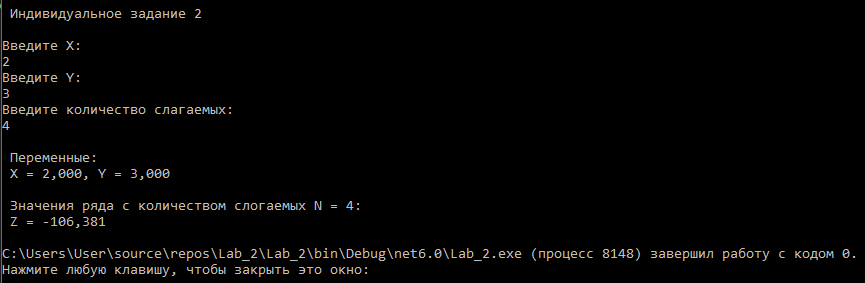 Индивидуальное задание 2
Введите X:
2
Введите Y:
3
Введите количество слагаемых:
4
Переменные:
X = 2,000, Y = 3,000
Значения ряда с количеством слогаемых N = 4:
Z = -106,381
C:\Users\User\source\repos\Lab_2\Lab_2\bin\Debug\net6.0\Lab_2.exe (процесс 8148) завершил работу с кодом 0.
Нажмите любую клавишу, чтобы закрыть это окно: